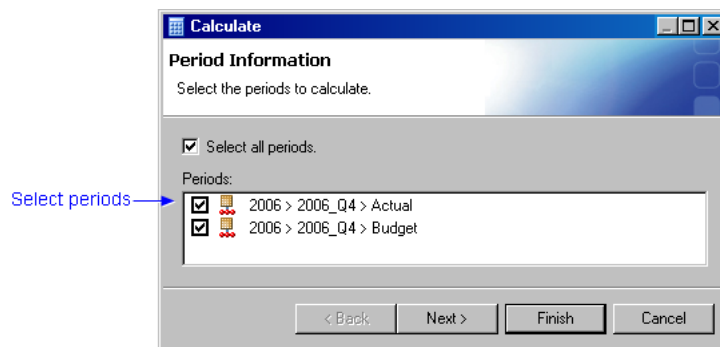 Calculate
Period Information
Select the periods to calculate.
Select all periods.
Periods:
Select periods
2006 > 2006_Q4 > Actual
2006 > 2006_Q4 > Budget
< Back
Next >
Finish
Cancel